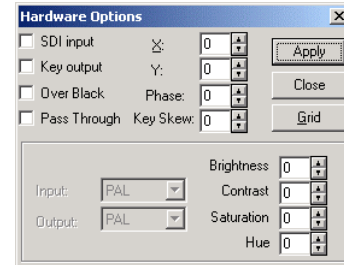 Hardware Options
SDI input X: 0 Apply
Key output Y: 0
Over Black Phase: 0 Close
Pass Through Key Skew: 0 Grid
Brightness 0
Input: PAL Contrast 0
Output: PAL Saturation 0
Hue 0